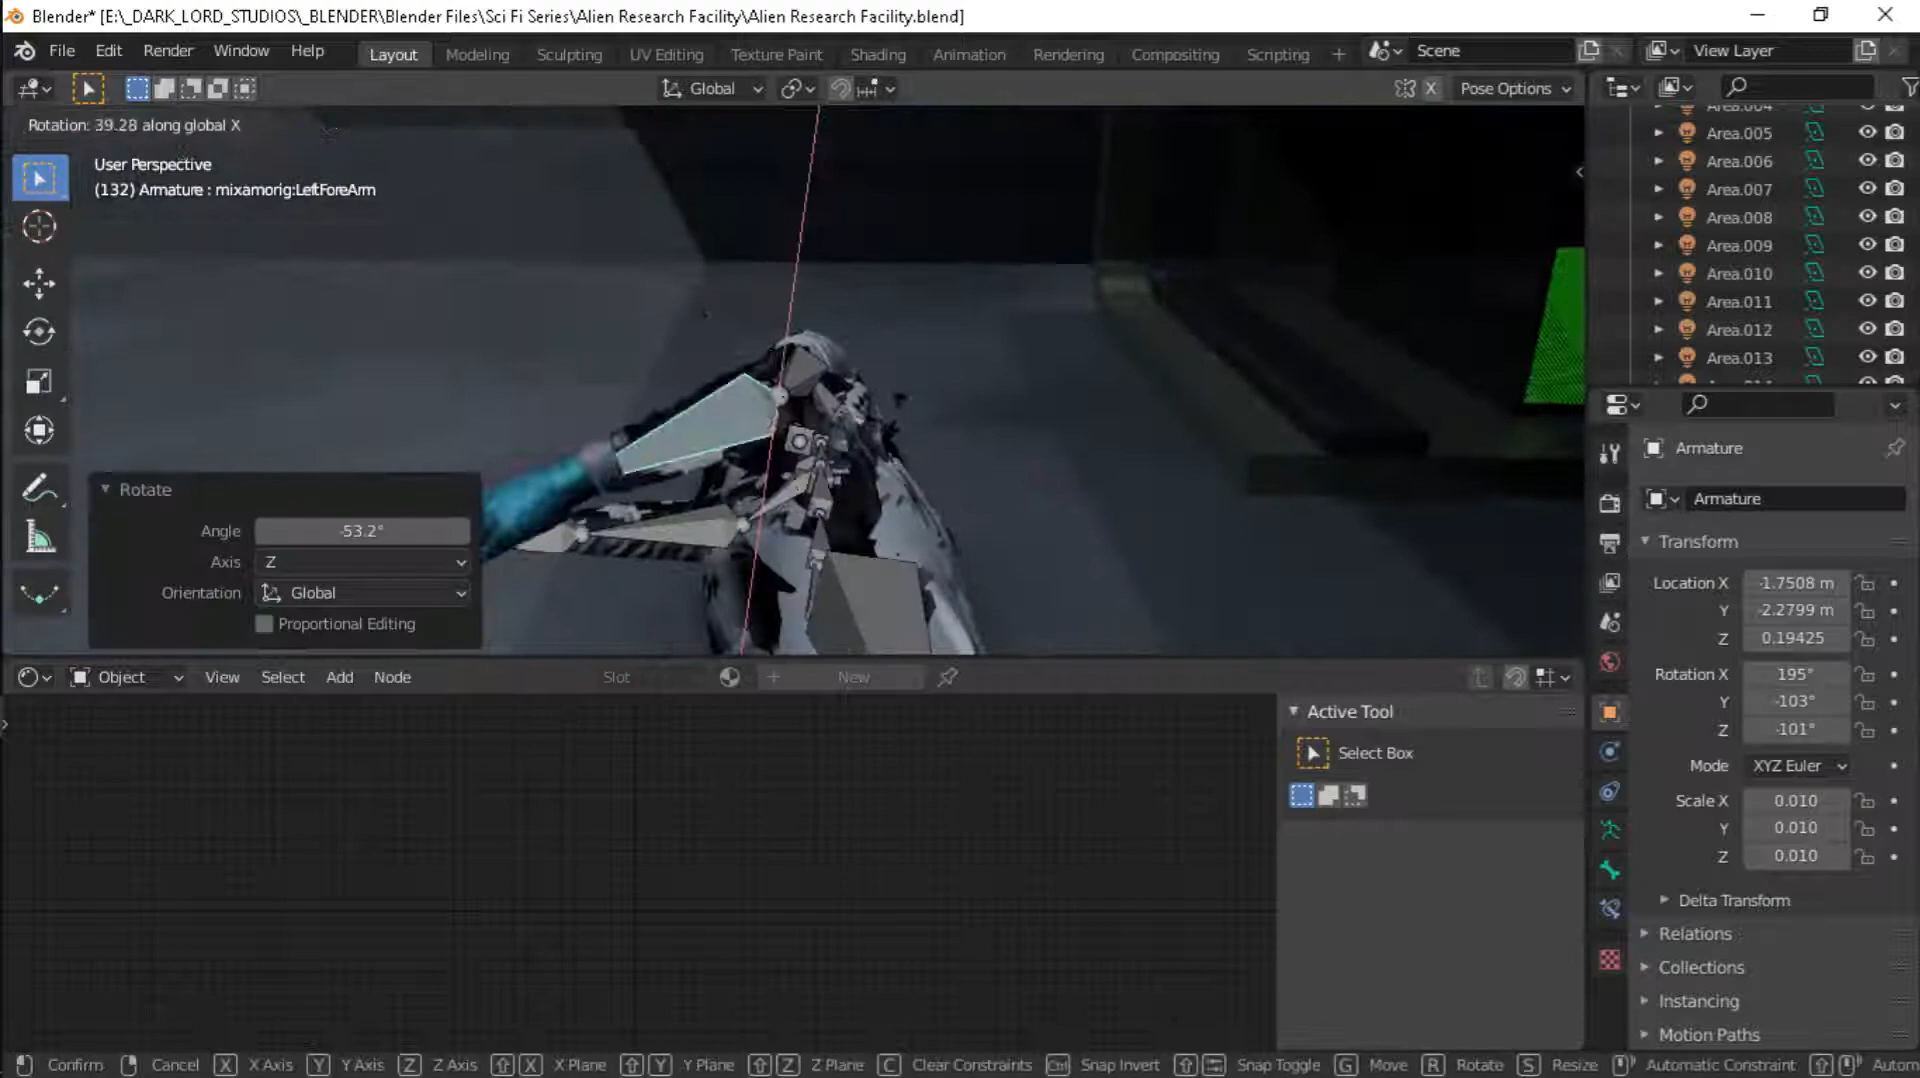 Blender* [E:\_DARK_LORD_STUDIOS\_BLENDER\Blender Files\Sci Fi Series\Alien Research Facility\Alien Research Facility.blend]
File Edit Render Window Help Layout Modeling Sculpting UV Editing Texture Paint Shading Animation Rendering Compositing Scripting + Scene View Layer
Global X Pose Options
Rotation: 39.28 along global X
User Perspective
(132) Armature : mixamorig:LeftForeArm
Area.004
Area.005
Area.006
Area.007
Area.008
Area.009
Area.010
Area.011
Area.012
Area.013
Rotate
Angle -53.2°
Axis Z
Orientation Global
Proportional Editing
Armature
Armature
Transform
Location X -1.7508 m
Y -2.2799 m
Z 0.19425
Rotation X 195°
Y -103°
Z -101°
Mode XYZ Euler
Scale X 0.010
Y 0.010
Z 0.010
Delta Transform
Relations
Collections
Instancing
Motion Paths
Object View Select Add Node Slot + New
Active Tool
Select Box
Confirm Cancel X X Axis Y Y Axis Z Z Axis X X Plane Y Y Plane Z Z Plane C Clear Constraints Ctrl Snap Invert Snap Toggle G Move R Rotate S Resize Automatic Constraint Autom